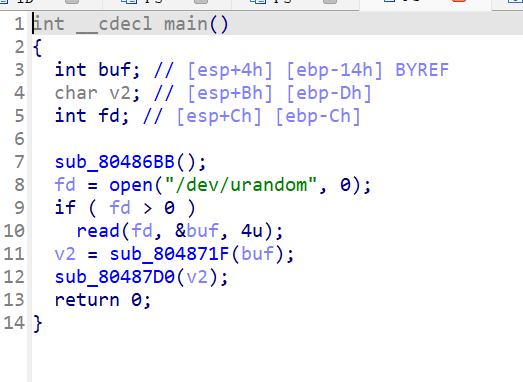 1 int __cdecl main()
2 {
3 int buf; // [esp+4h] [ebp-14h] BYREF
4 char v2; // [esp+Bh] [ebp-Dh]
5 int fd; // [esp+Ch] [ebp-Ch]
6
7 sub_80486BB();
8 fd = open("/dev/urandom", 0);
9 if ( fd > 0 )
10 read(fd, &buf, 4u);
11 v2 = sub_804871F(buf);
12 sub_80487D0(v2);
13 return 0;
14 }